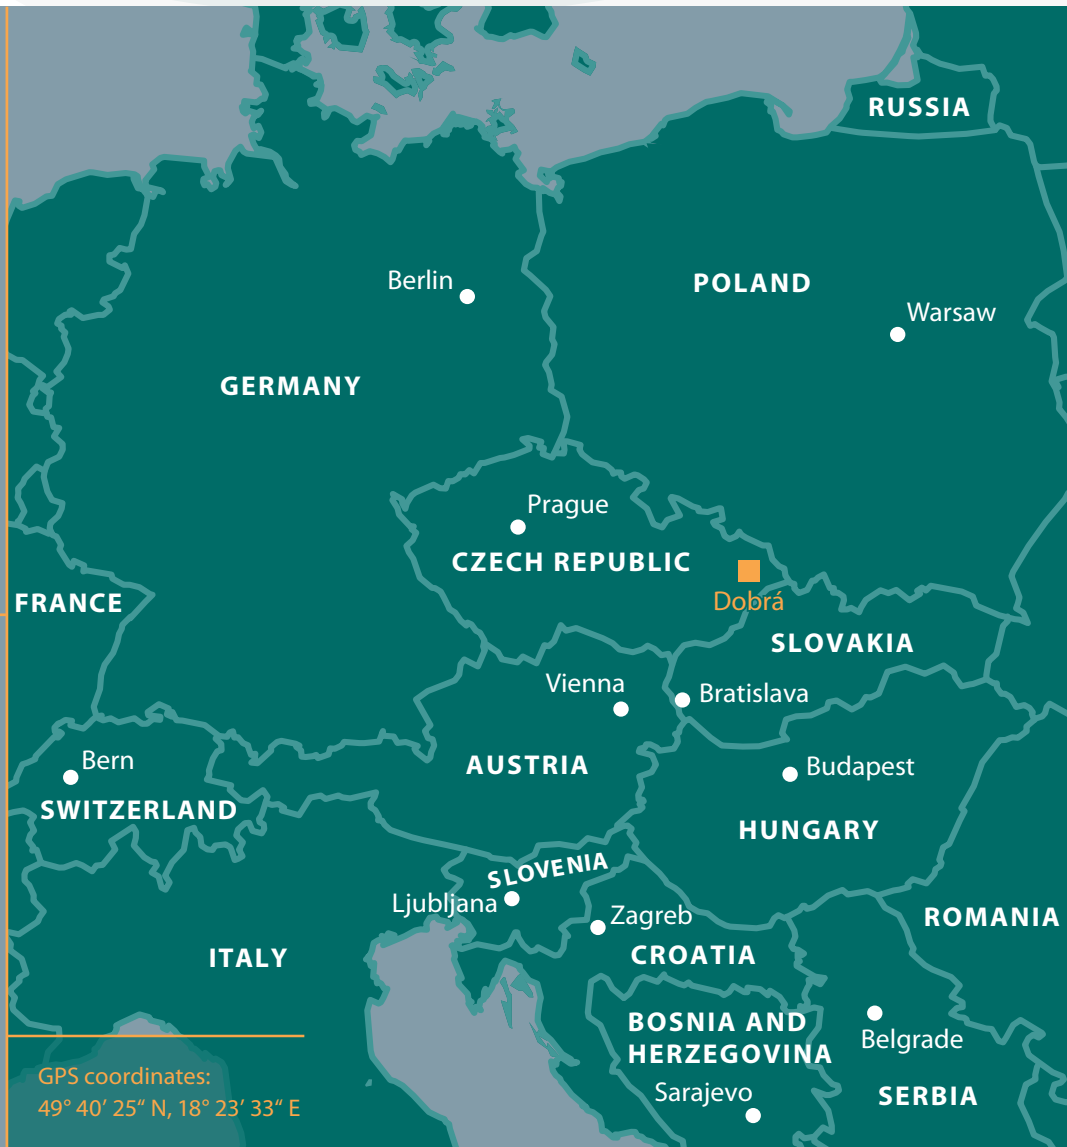 RUSSIA
Berlin
POLAND
Warsaw
GERMANY
Prague
CZECH REPUBLIC
Dobrá
FRANCE
SLOVAKIA
Vienna
Bratislava
Bern
AUSTRIA
Budapest
SWITZERLAND
HUNGARY
SLOVENIA
Ljubljana
Zagreb
ROMANIA
ITALY
CROATIA
BOSNIA AND
HERZEGOVINA
Belgrade
Sarajevo
SERBIA
GPS coordinates:
49° 40’ 25“ N, 18° 23’ 33“ E